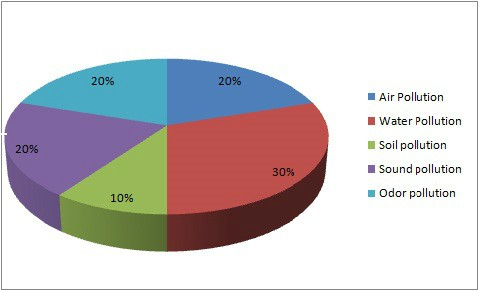 20%
20%
Air Pollution
Water Pollution
Soil pollution
Sound pollution
Odor pollution
20%
30%
10%